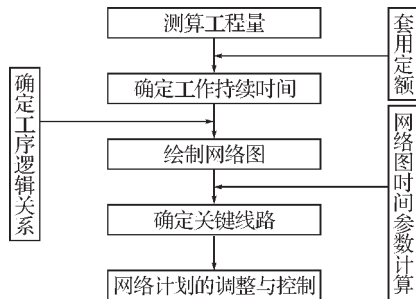 测算工程量
套用定额
确定工作持续时间
确定工序逻辑关系
绘制网络图
网络图时间参数计算
确定关键线路
网络计划的调整与控制